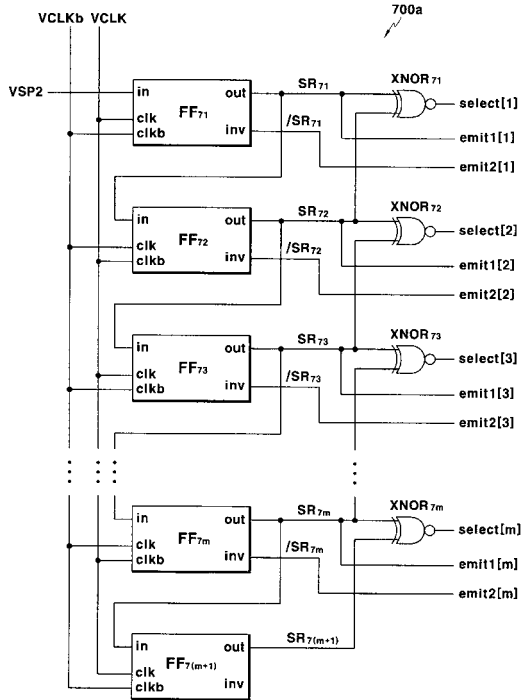 VCLKb VCLK
700a
VSP2
in out
clk
clkb inv
FF71
SR71
/SR71
XNOR71
select[1]
emit1[1]
emit2[1]
in out
clk
clkb inv
FF72
SR72
/SR72
XNOR72
select[2]
emit1[2]
emit2[2]
in out
clk
clkb inv
FF73
SR73
/SR73
XNOR73
select[3]
emit1[3]
emit2[3]
in out
clk
clkb inv
FF7m
SR7m
/SR7m
XNOR7m
select[m]
emit1[m]
emit2[m]
in out
clk
clkb inv
FF7(m+1)
SR7(m+1)